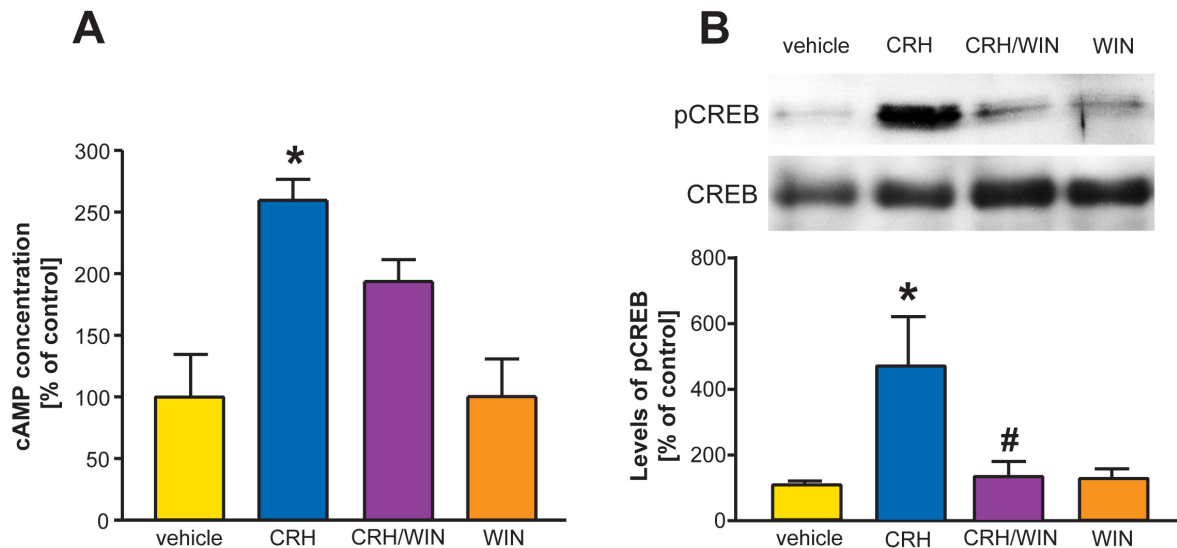 A
cAMP concentration
[% of control]
300
250
200
150
100
50
0
*
vehicle CRH CRH/WIN WIN
B
vehicle CRH CRH/WIN WIN
pCREB
CREB
Levels of pCREB
[% of control]
800
600
400
200
0
*
#
vehicle CRH CRH/WIN WIN